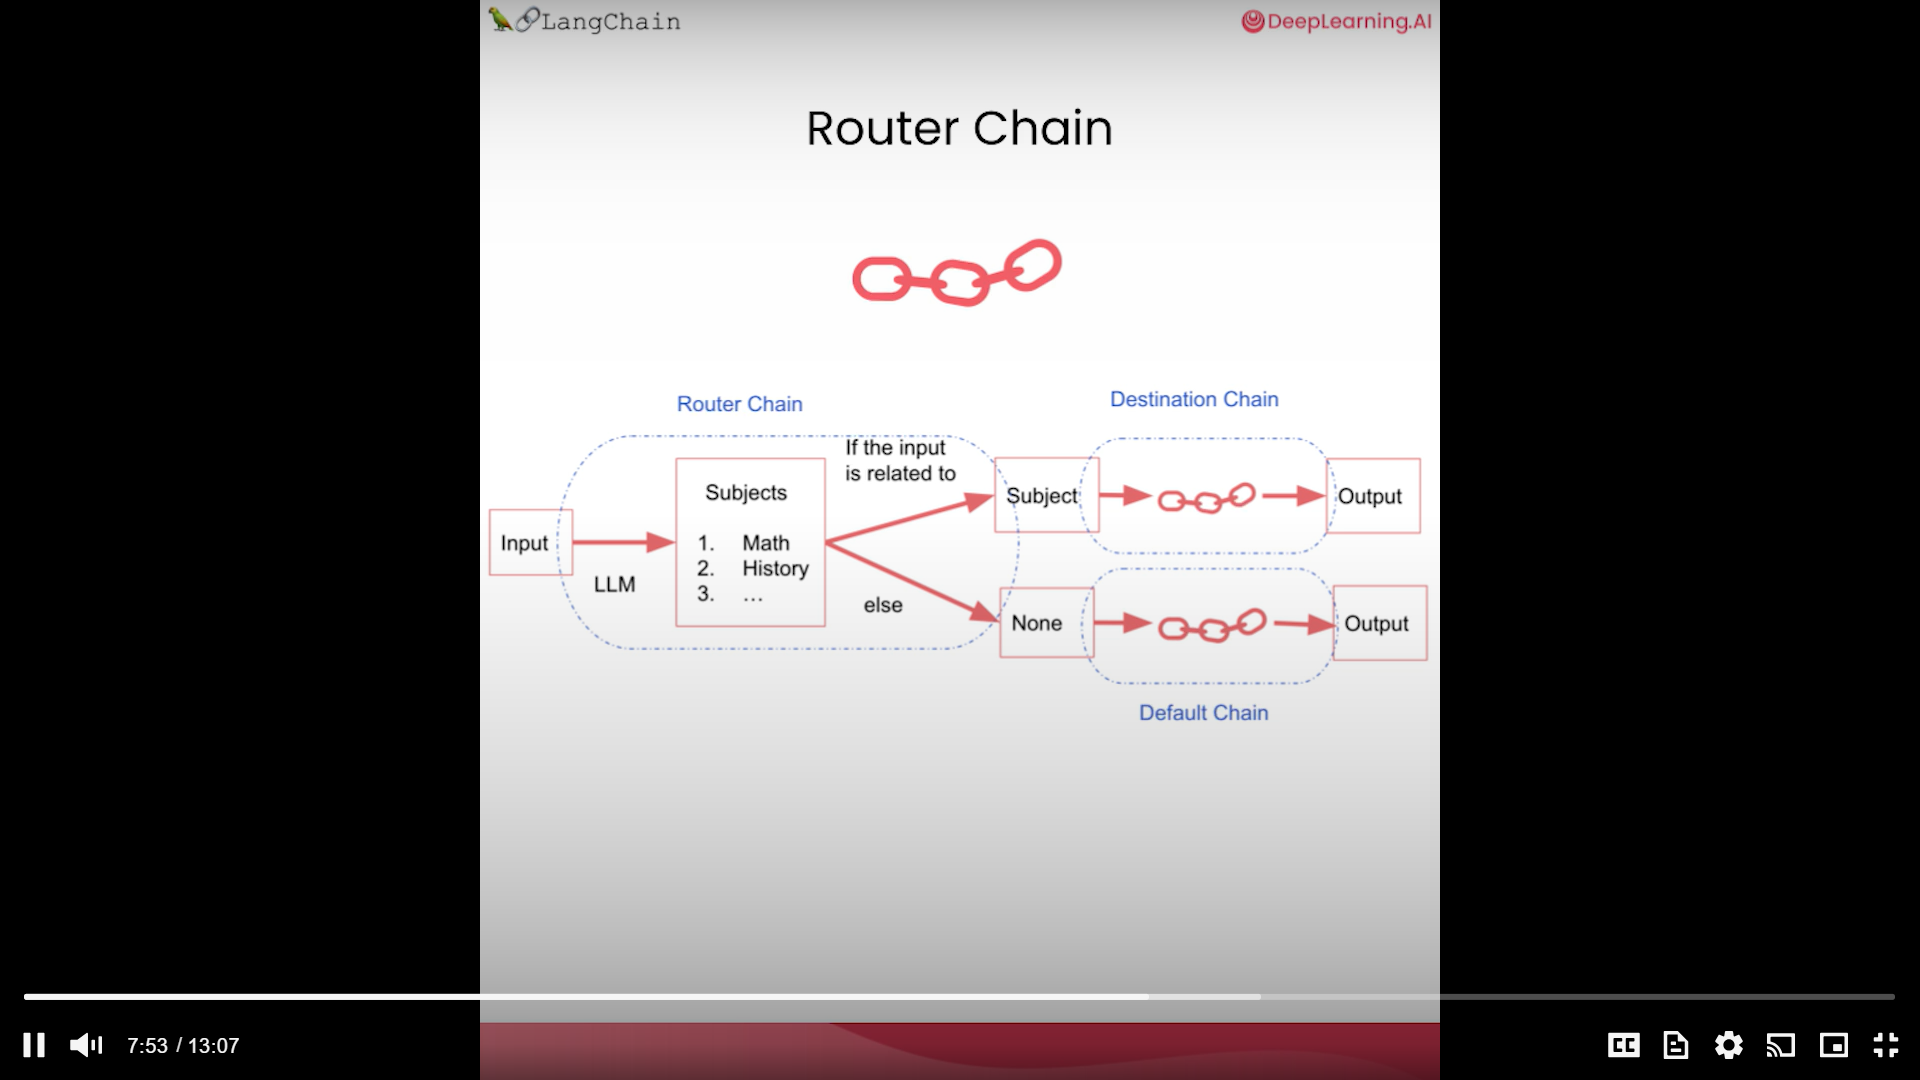 LangChain
DeepLearning.AI
Router Chain
Router Chain
Destination Chain
If the input
is related to
Subjects
1. Math
2. History
3. ...
Input
LLM
else
Subject
Output
None
Output
Default Chain
7:53 / 13:07
CC